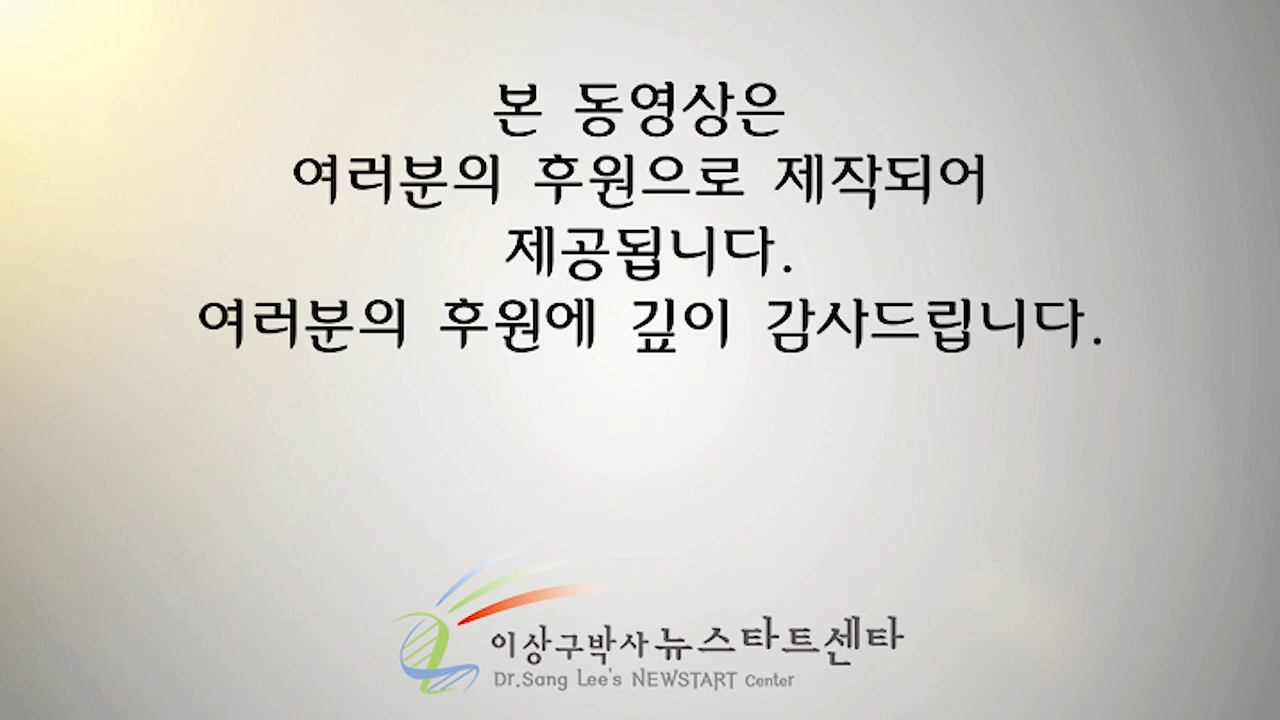 본 동영상은
여러분의 후원으로 제작되어
제공됩니다.
여러분의 후원에 깊이 감사드립니다.
이상구박사 뉴스타트센타
Dr.Sang Lee's NEWSTART Center